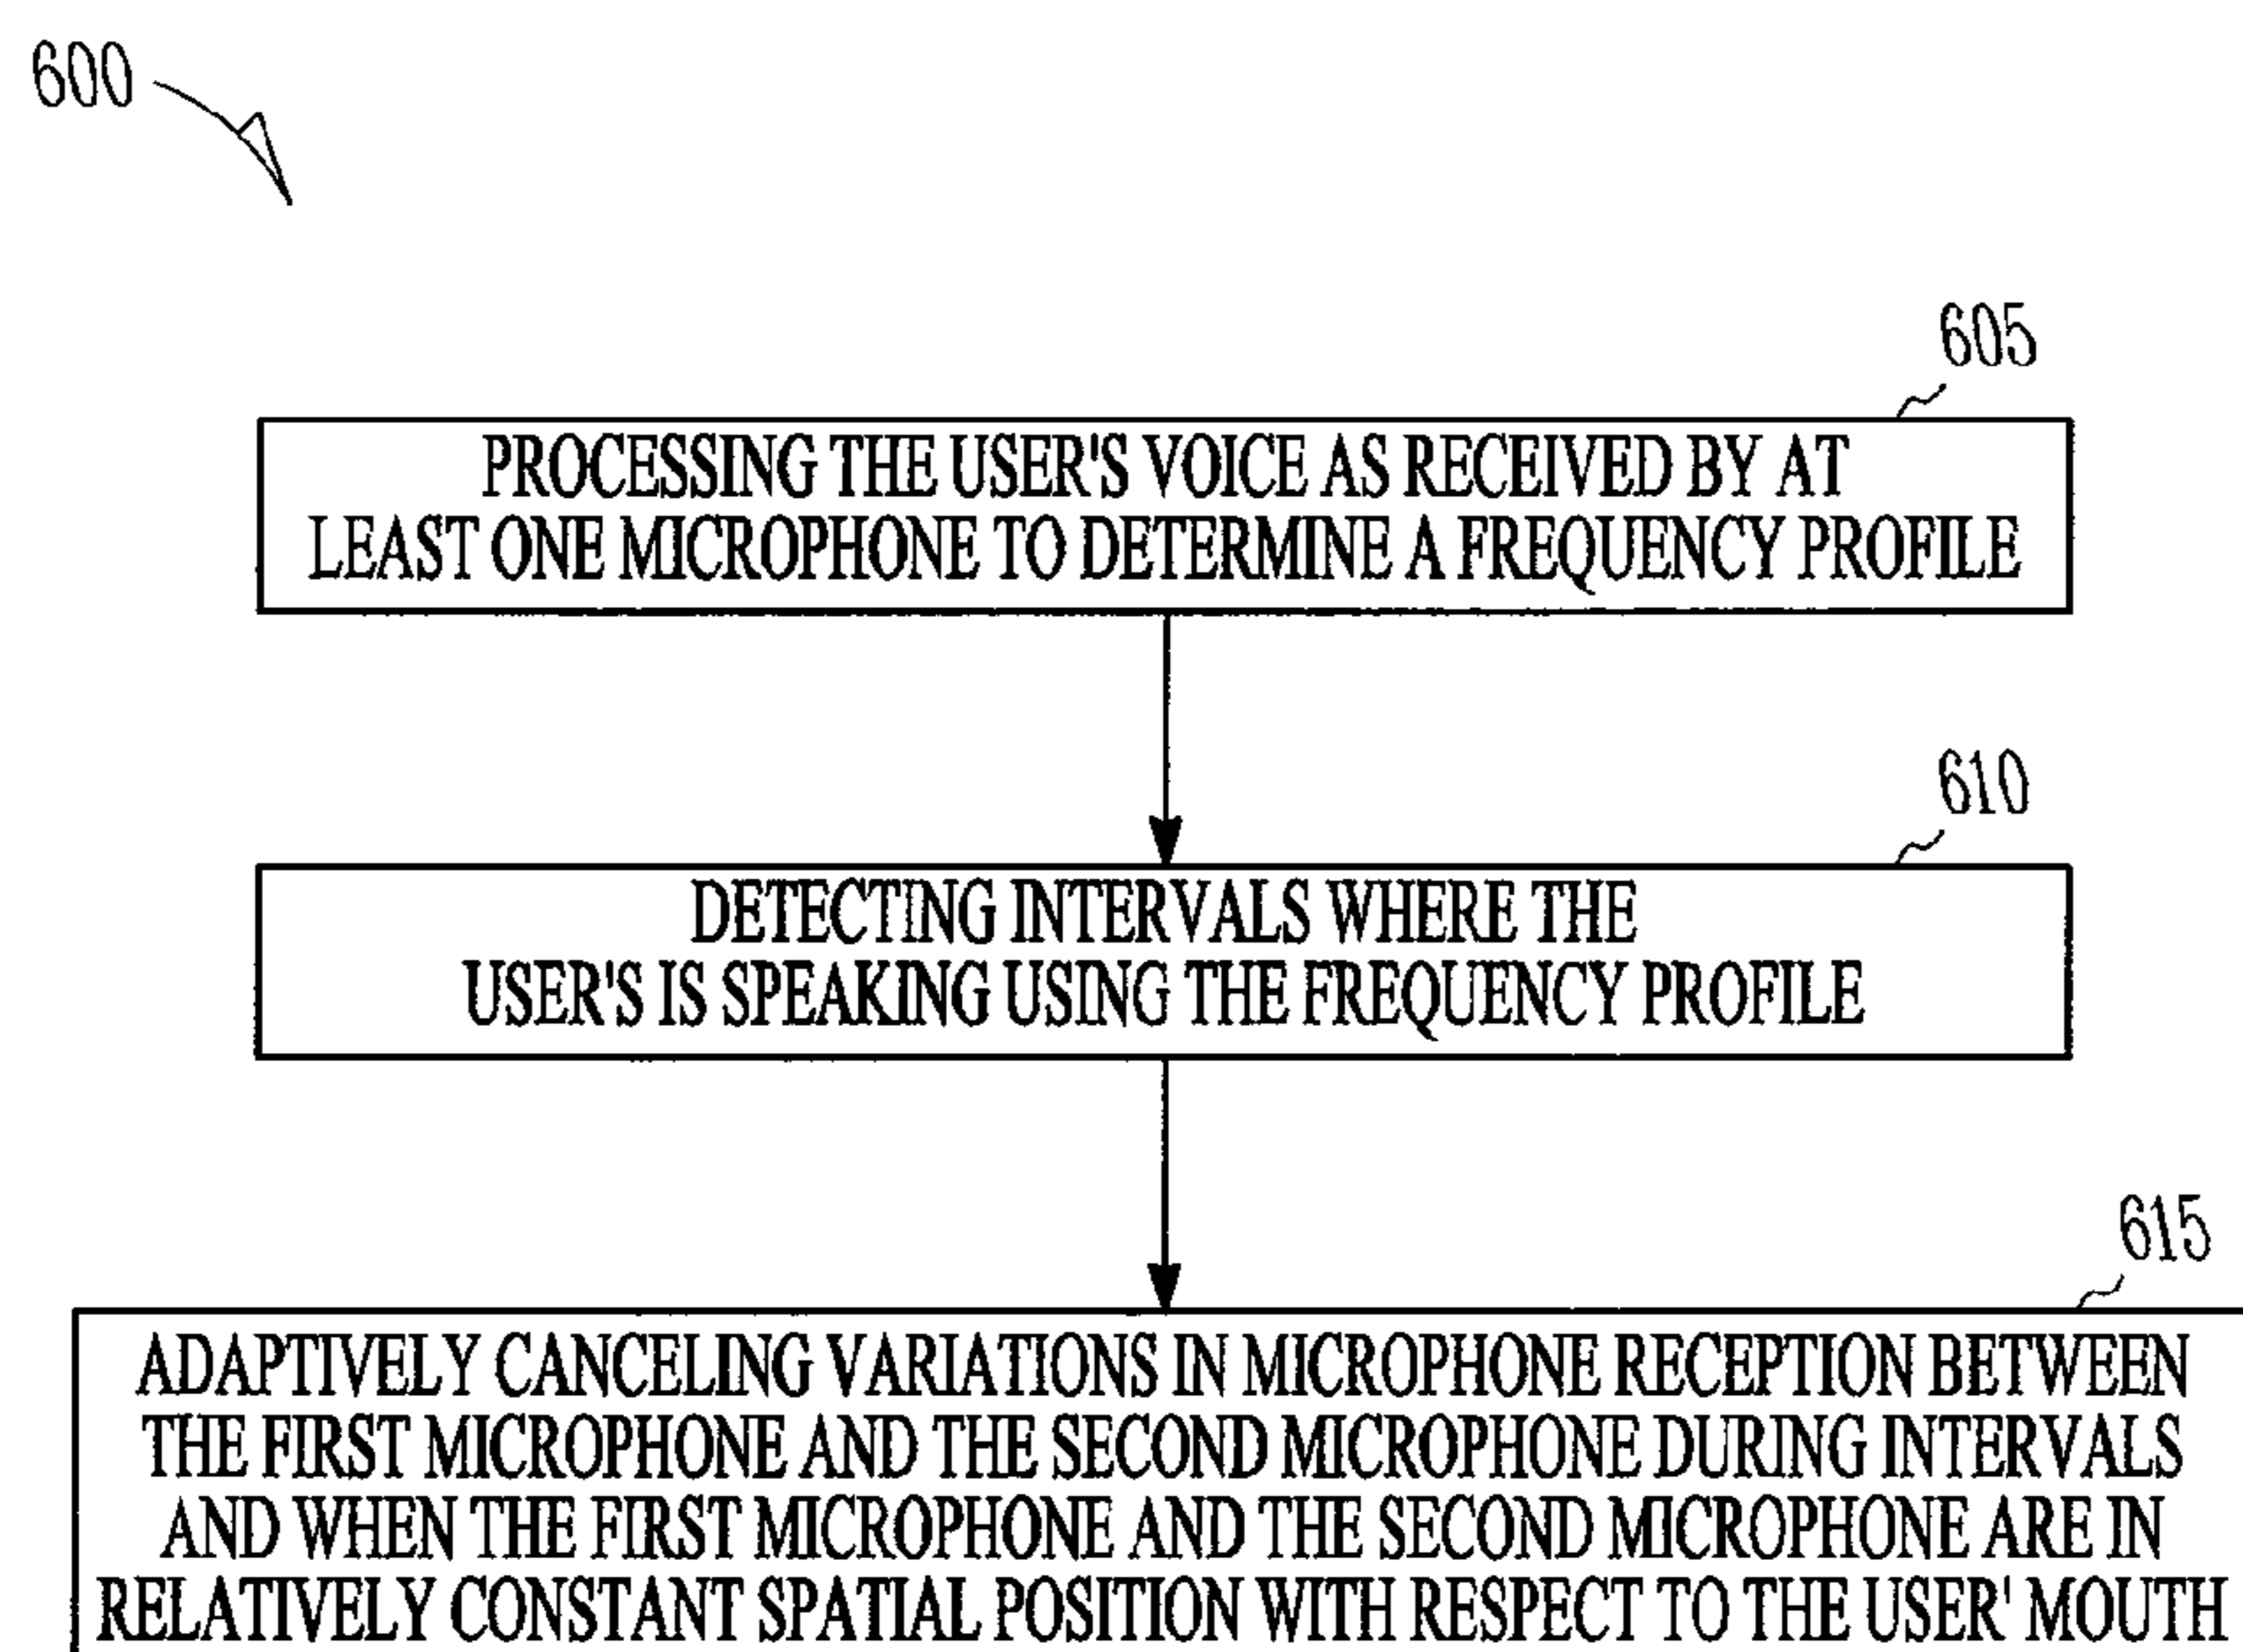 600
605
PROCESSING THE USER'S VOICE AS RECEIVED BY AT
LEAST ONE MICROPHONE TO DETERMINE A FREQUENCY PROFILE
610
DETECTING INTERVALS WHERE THE
USER'S IS SPEAKING USING THE FREQUENCY PROFILE
615
ADAPTIVELY CANCELING VARIATIONS IN MICROPHONE RECEPTION BETWEEN
THE FIRST MICROPHONE AND THE SECOND MICROPHONE DURING INTERVALS
AND WHEN THE FIRST MICROPHONE AND THE SECOND MICROPHONE ARE IN
RELATIVELY CONSTANT SPATIAL POSITION WITH RESPECT TO THE USER' MOUTH